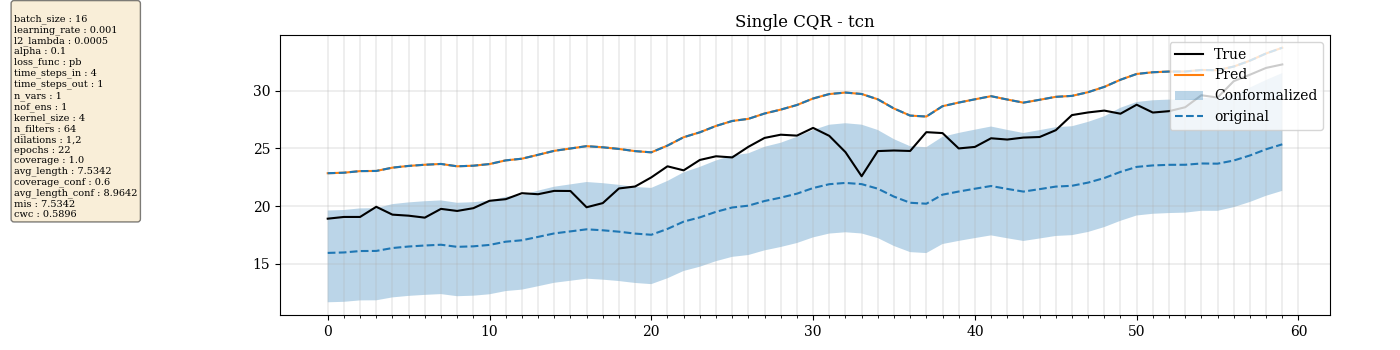 batch_size : 16
learning_rate : 0.001
l2_lambda : 0.0005
alpha : 0.1
loss_func : pb
time_steps_in : 4
time_steps_out : 1
n_vars : 1
nof_ens : 1
kernel_size : 4
n_filters : 64
dilations : 1,2
epochs : 22
coverage : 1.0
avg_length : 7.5342
coverage_conf : 0.6
avg_length_conf : 8.9642
mis : 7.5342
cwc : 0.5896
Single CQR - tcn
True
Pred
Conformalized
original
30
25
20
15
0 10 20 30 40 50 60